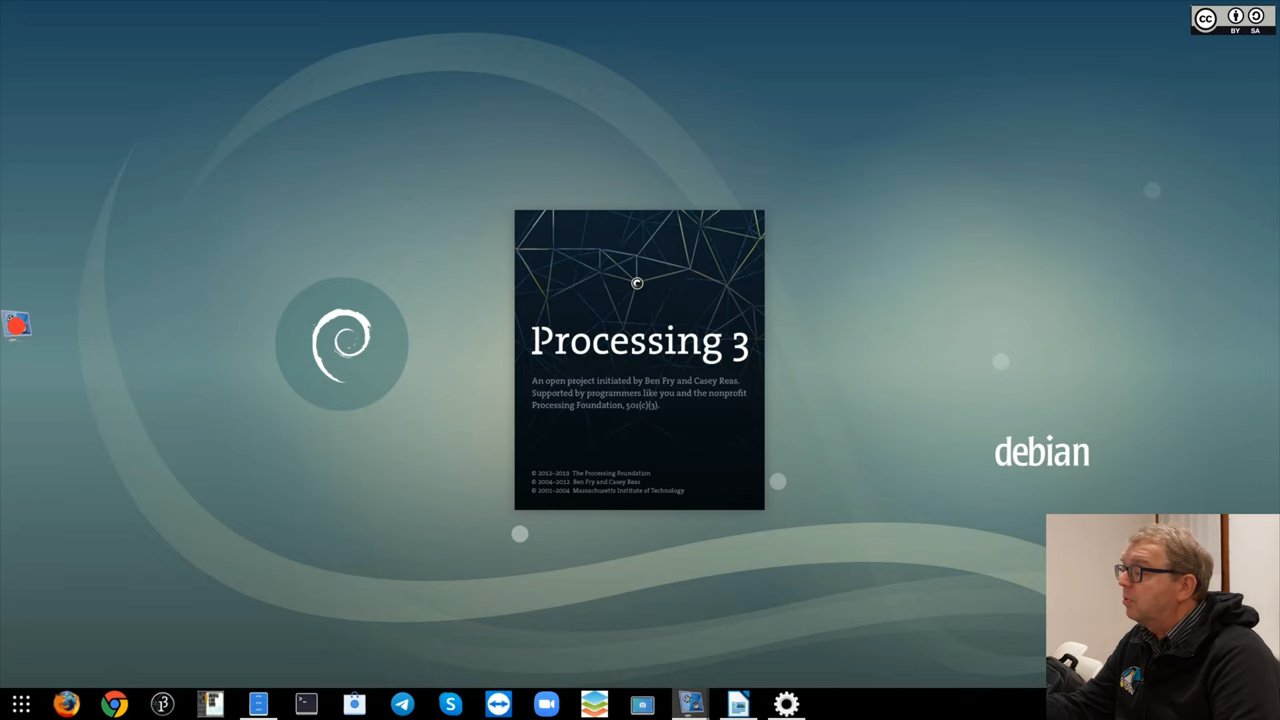 cc
BY SA
Processing 3
An open project initiated by Ben Fry and Casey Reas.
Supported by programmers like you and the nonprofit
Processing Foundation, 501(c)(3).
© 2012–2019 The Processing Foundation
© 2004–2012 Ben Fry and Casey Reas
© 2001–2004 Massachusetts Institute of Technology
debian